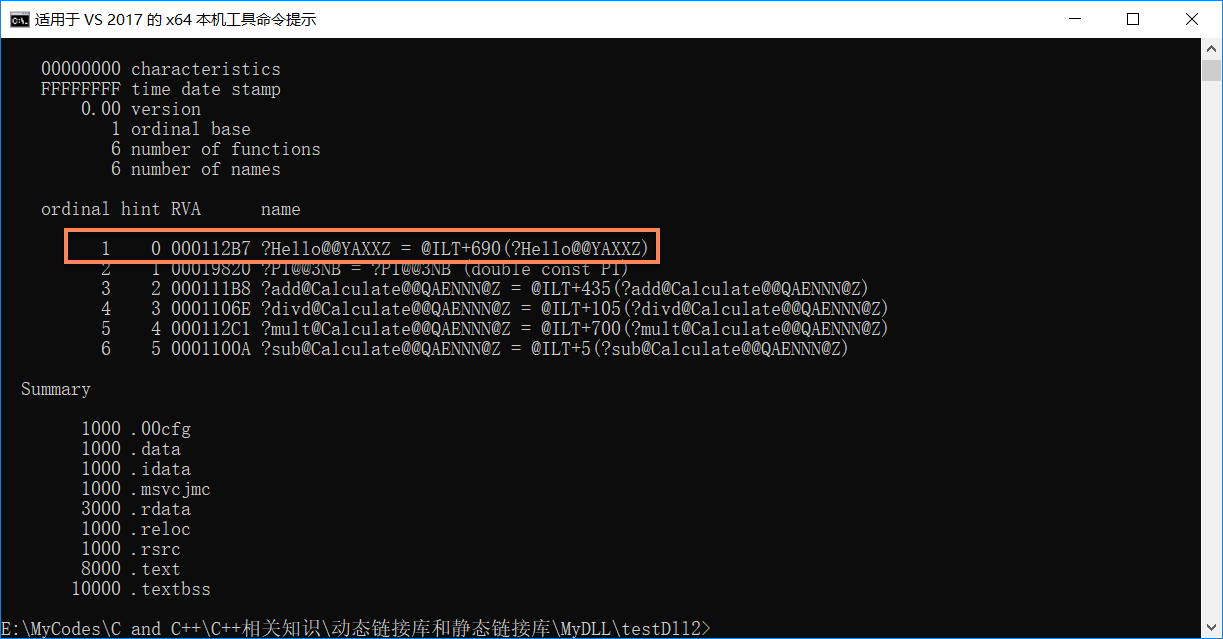 适用于 VS 2017 的 x64 本机工具命令提示
00000000 characteristics
FFFFFFFF time date stamp
0.00 version
1 ordinal base
6 number of functions
6 number of names
ordinal hint RVA name
1 0 000112B7 ?Hello@@YAXXZ = @ILT+690(?Hello@@YAXXZ)
2 1 00019820 ?PI@@3NB = ?PI@@3NB (double const PI)
3 2 000111B8 ?add@Calculate@@QAENNN@Z = @ILT+435(?add@Calculate@@QAENNN@Z)
4 3 0001106E ?divd@Calculate@@QAENNN@Z = @ILT+105(?divd@Calculate@@QAENNN@Z)
5 4 000112C1 ?mult@Calculate@@QAENNN@Z = @ILT+700(?mult@Calculate@@QAENNN@Z)
6 5 0001100A ?sub@Calculate@@QAENNN@Z = @ILT+5(?sub@Calculate@@QAENNN@Z)
Summary
1000 .00cfg
1000 .data
1000 .idata
1000 .msvcjmc
3000 .rdata
1000 .reloc
1000 .rsrc
8000 .text
10000 .textbss
E:\MyCodes\C and C++\C++相关知识\动态链接库和静态链接库\MyDLL\testDll2>